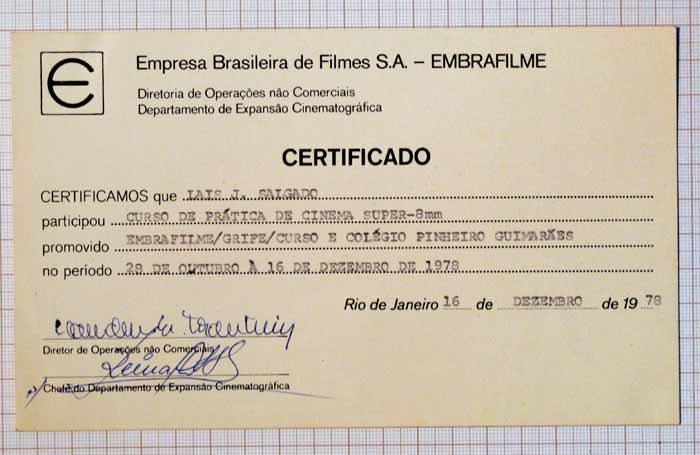 Empresa Brasileira de Filmes S.A. – EMBRAFILME
Diretoria de Operações não Comerciais
Departamento de Expansão Cinematográfica
CERTIFICADO
CERTIFICAMOS que LAIS J. SALGADO
participou CURSO DE PRÁTICA DE CINEMA SUPER-8mm
promovido EMBRAFILME/GRIFE/CURSO E COLÉGIO PINHEIRO GUIMARÃES
no periodo 28 DE OUTUBRO À 16 DE DEZEMBRO DE 1978
Rio de Janeiro 16 de DEZEMBRO de 19 78
Diretor de Operações não Comerciais
Chefe do Departamento de Expansão Cinematográfica